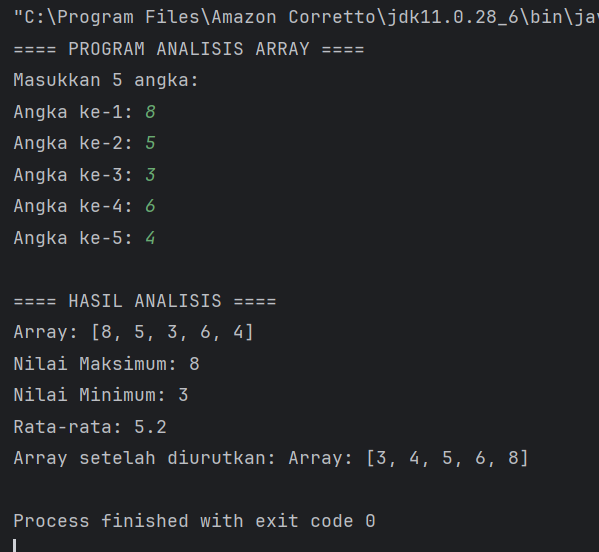 "C:\Program Files\Amazon Corretto\jdk11.0.28_6\bin\jav
==== PROGRAM ANALISIS ARRAY ====
Masukkan 5 angka:
Angka ke-1: 8
Angka ke-2: 5
Angka ke-3: 3
Angka ke-4: 6
Angka ke-5: 4
==== HASIL ANALISIS ====
Array: [8, 5, 3, 6, 4]
Nilai Maksimum: 8
Nilai Minimum: 3
Rata-rata: 5.2
Array setelah diurutkan: Array: [3, 4, 5, 6, 8]
Process finished with exit code 0